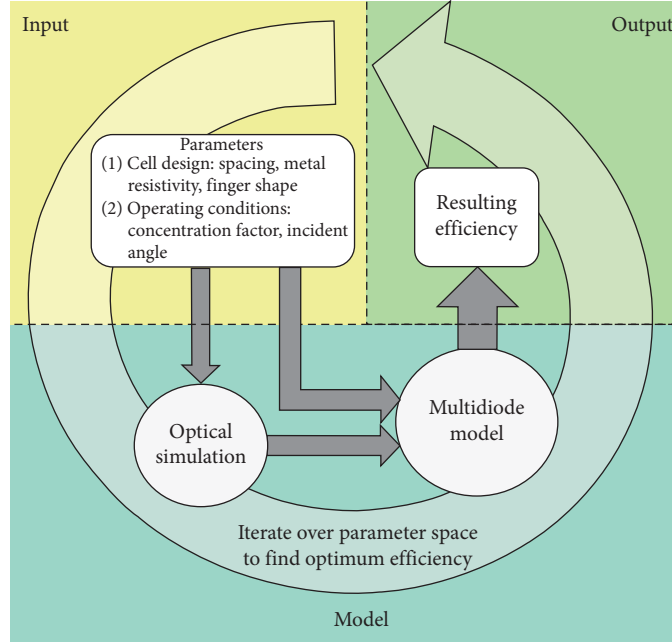 Input
Output
Parameters
(1) Cell design: spacing, metal
resistivity, finger shape
(2) Operating conditions:
concentration factor, incident
angle
Resulting
efficiency
Optical
simulation
Multidiode
model
Iterate over parameter space
to find optimum efficiency
Model